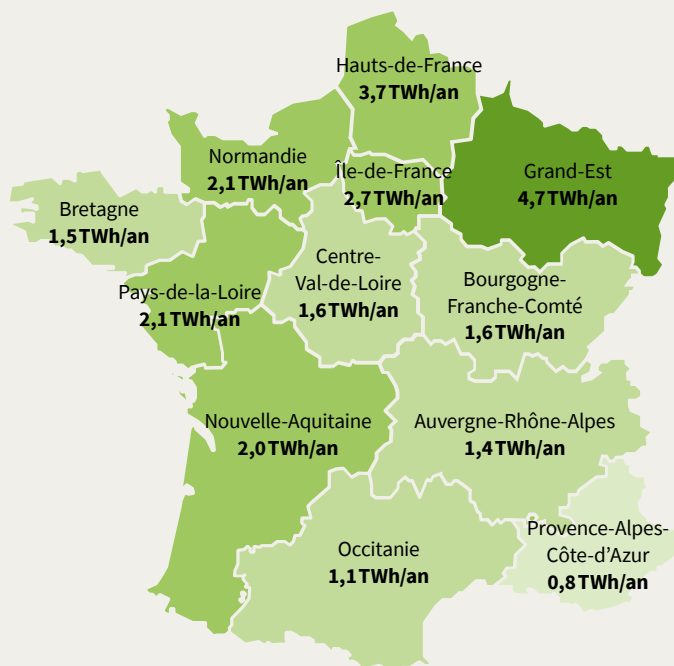 Hauts-de-France
3,7 TWh/an
Normandie
2,1 TWh/an
Île-de-France
2,7 TWh/an
Grand-Est
4,7 TWh/an
Bretagne
1,5 TWh/an
Centre-
Val-de-Loire
1,6 TWh/an
Bourgogne-
Franche-Comté
1,6 TWh/an
Pays-de-la-Loire
2,1 TWh/an
Nouvelle-Aquitaine
2,0 TWh/an
Auvergne-Rhône-Alpes
1,4 TWh/an
Occitanie
1,1 TWh/an
Provence-Alpes-
Côte-d’Azur
0,8 TWh/an